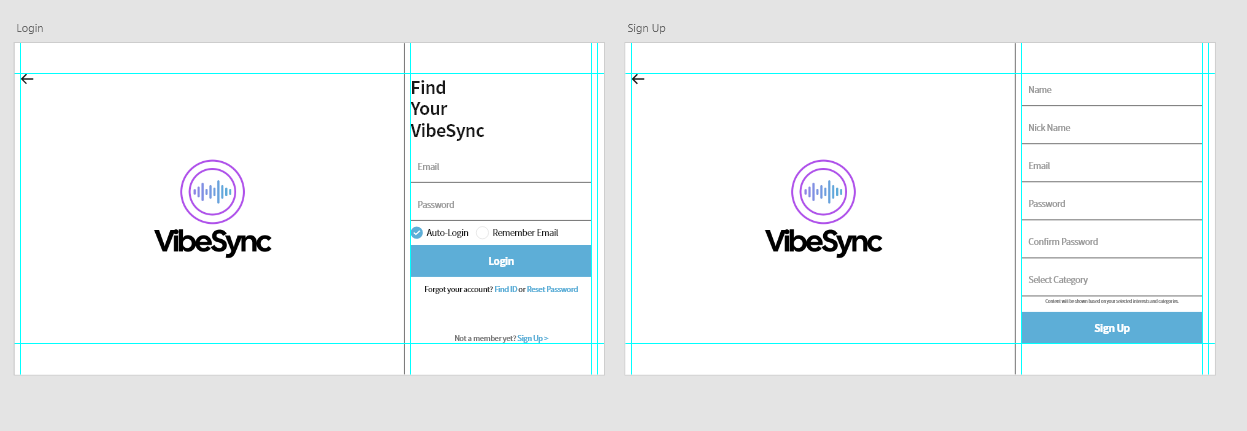 Login
Find
Your
VibeSync
Email
Password
Auto-Login Remember Email
Login
Forgot your account? Find ID or Reset Password
Not a member yet? Sign Up >
VibeSync
Sign Up
VibeSync
Name
Nick Name
Email
Password
Confirm Password
Select Category
Content will be shown based on your selected interests and categories.
Sign Up